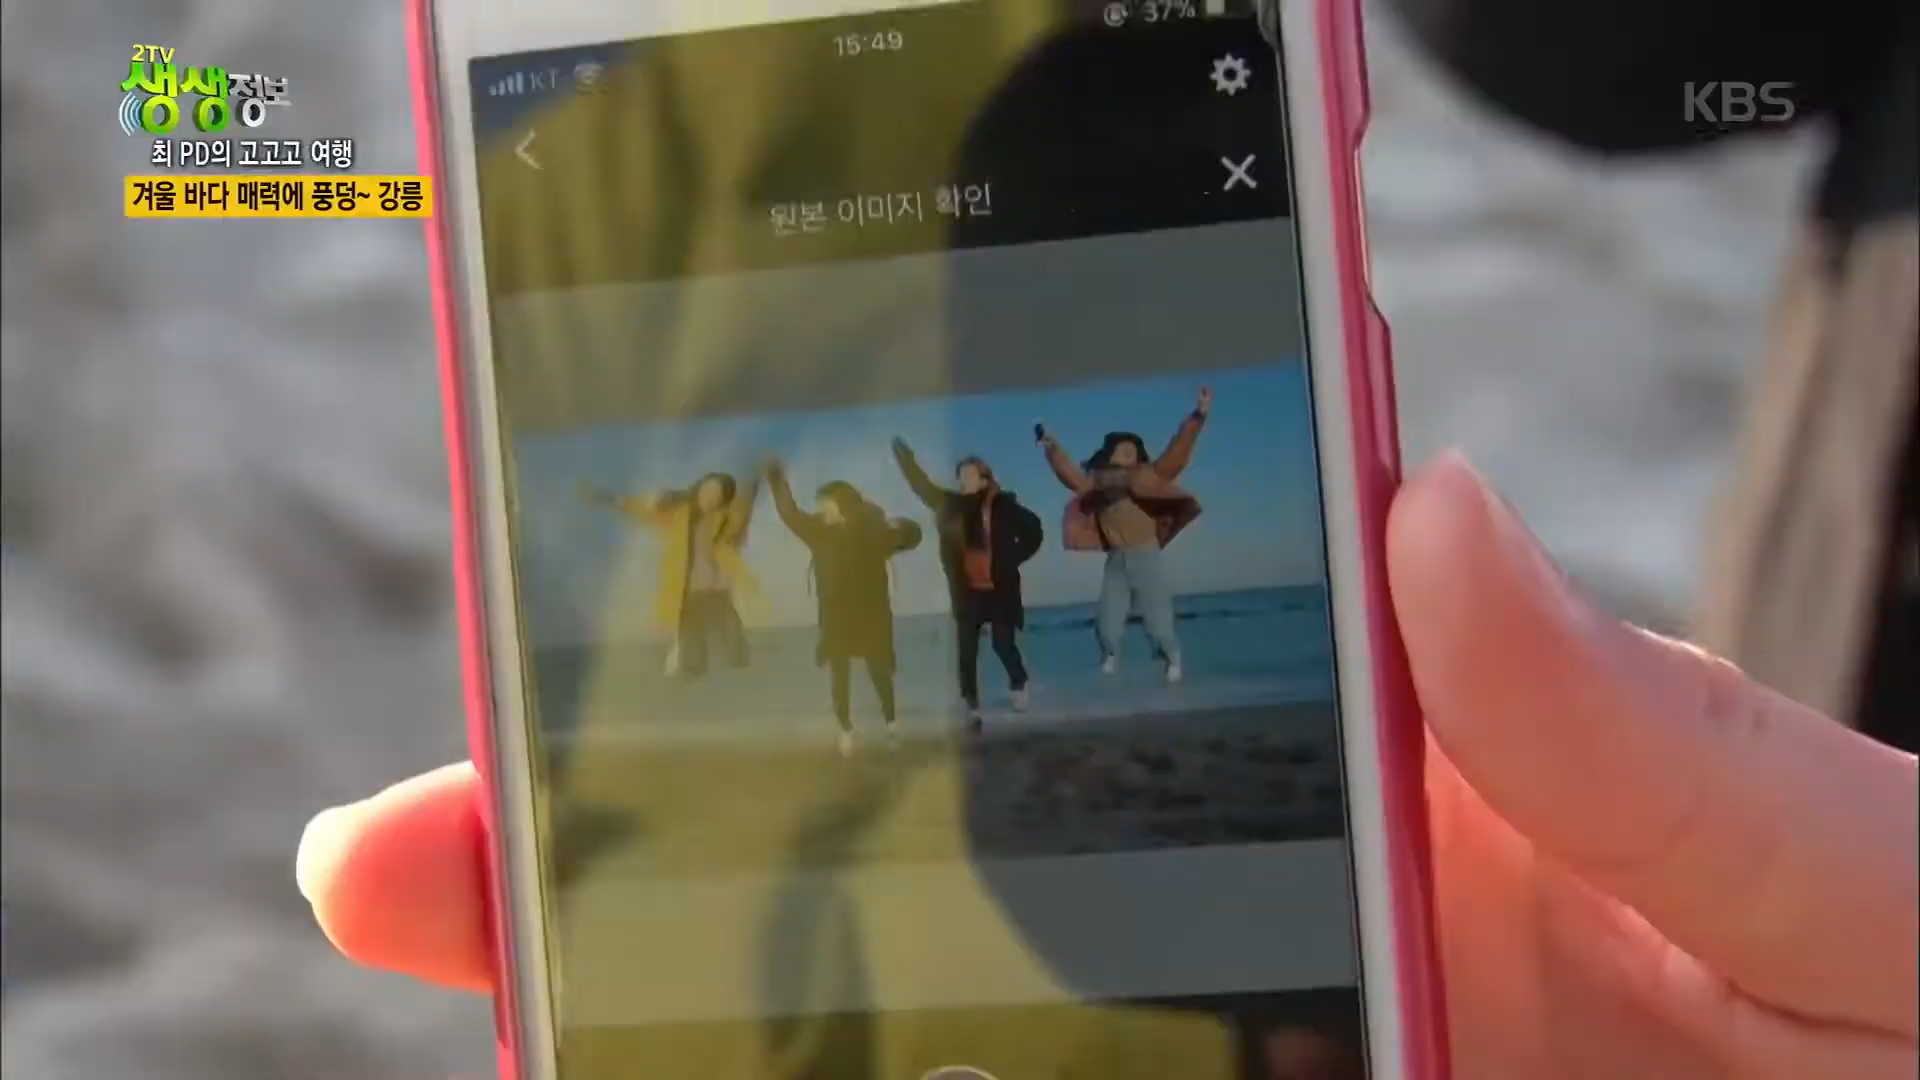 2TV
생생정보
최 PD의 고고고 여행
겨울 바다 매력에 풍덩~ 강릉
KBS
KT 15:49 37%
원본 이미지 확인